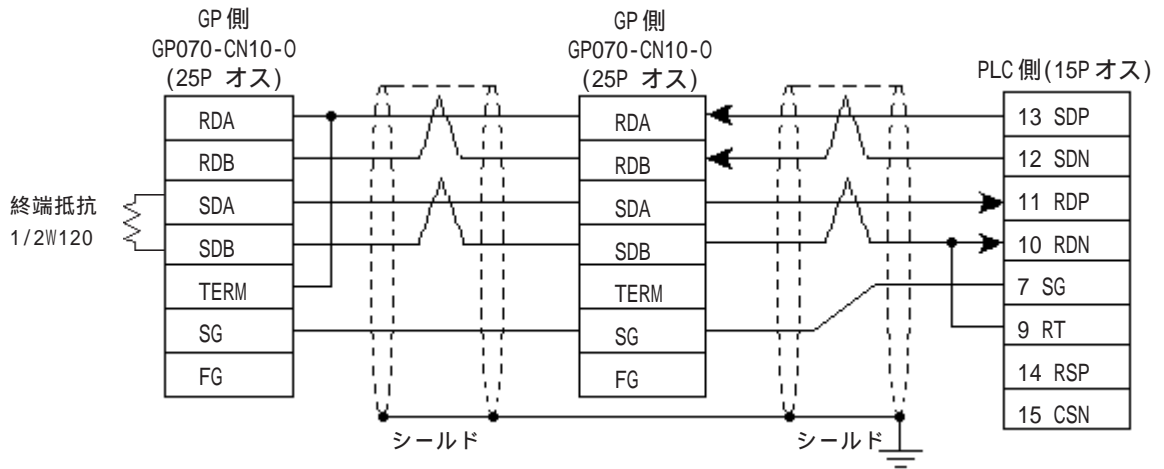 GP側
GP070-CN10-O
(25P オス)
RDA
RDB
SDA
SDB
TERM
SG
FG
終端抵抗
1/2W120
シールド
GP側
GP070-CN10-O
(25P オス)
RDA
RDB
SDA
SDB
TERM
SG
FG
シールド
PLC側(15Pオス)
13 SDP
12 SDN
11 RDP
10 RDN
7 SG
9 RT
14 RSP
15 CSN